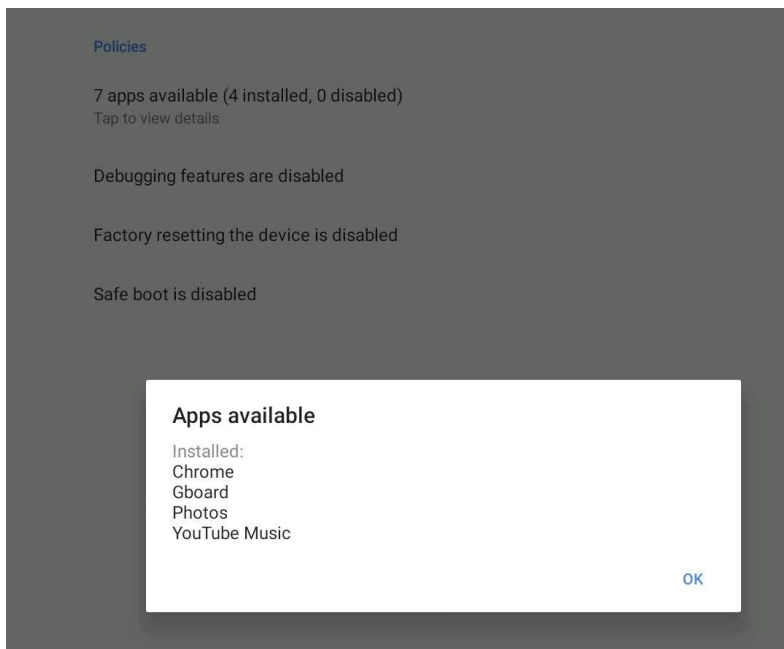 Policies
7 apps available (4 installed, 0 disabled)
Tap to view details
Debugging features are disabled
Factory resetting the device is disabled
Safe boot is disabled
Apps available
Installed:
Chrome
Gboard
Photos
YouTube Music
OK